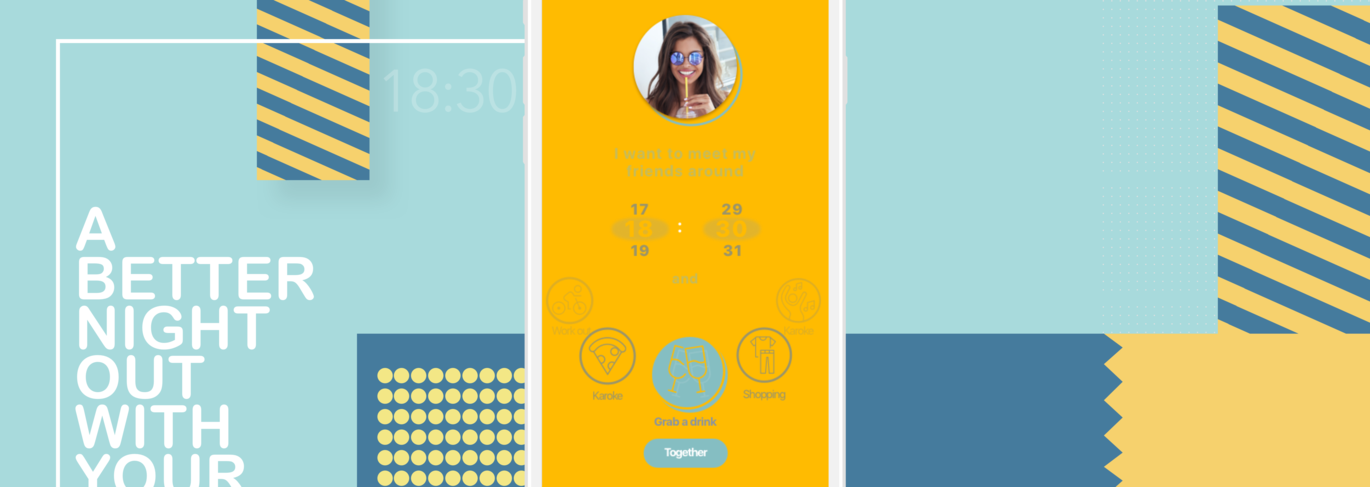 18:30
A
BETTER
NIGHT
OUT
WITH
YOUR
I want to meet my
friends around
17 29
18 : 30
19 31
and
Work out Karoke
Karoke Shopping
Grab a drink
Together